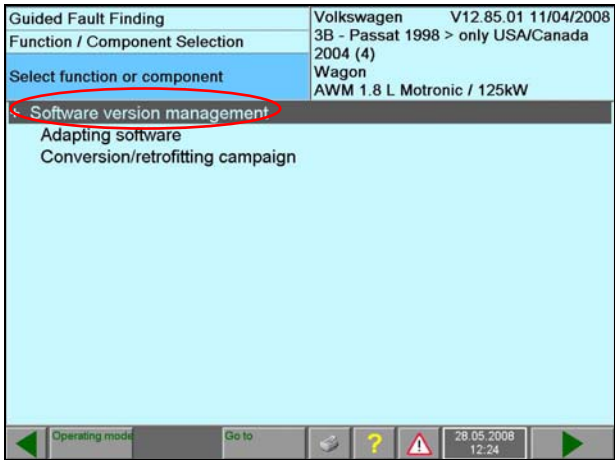 Guided Fault Finding
Function / Component Selection
Select function or component
Volkswagen V12.85.01 11/04/2008
3B - Passat 1998 > only USA/Canada
2004 (4)
Wagon
AWM 1.8 L Motronic / 125kW
+ Software version management
Adapting software
Conversion/retrofitting campaign
Operating mode
Go to
28.05.2008
12:24